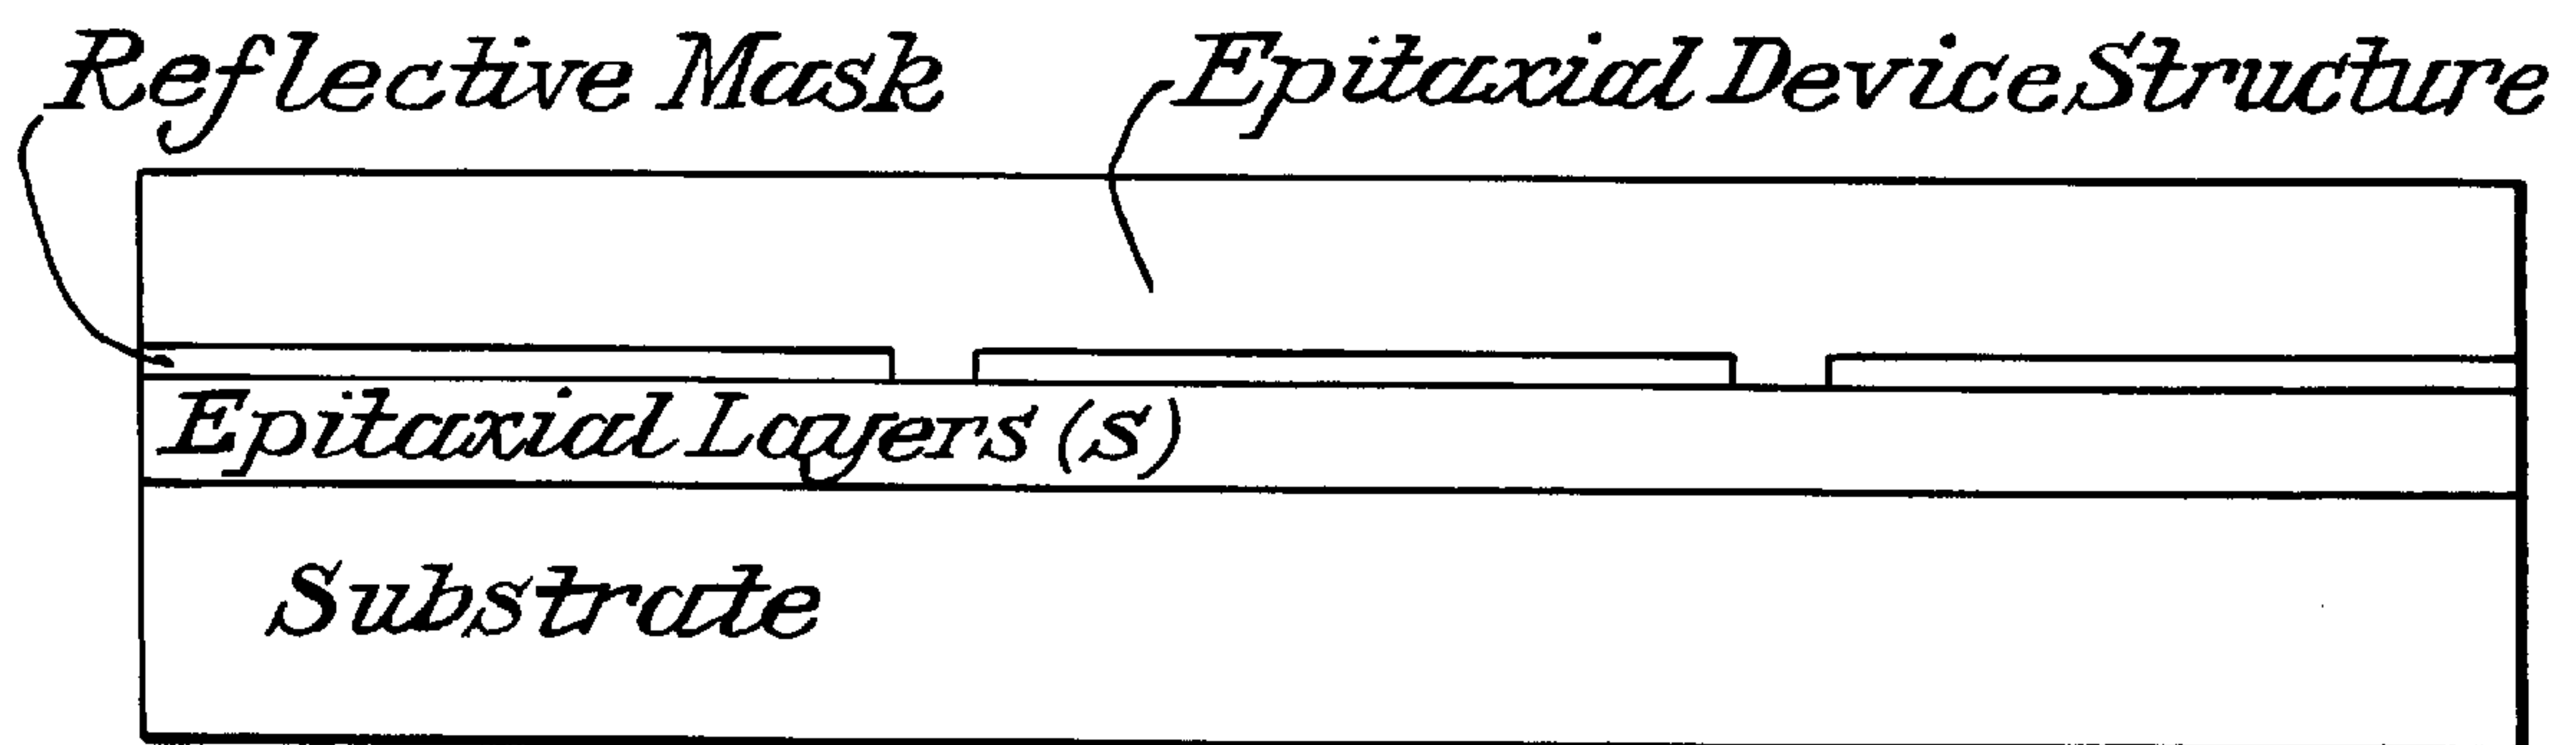 Reflective Mask
Epitaxial Device Structure
Epitaxial Layers (s)
Substrate